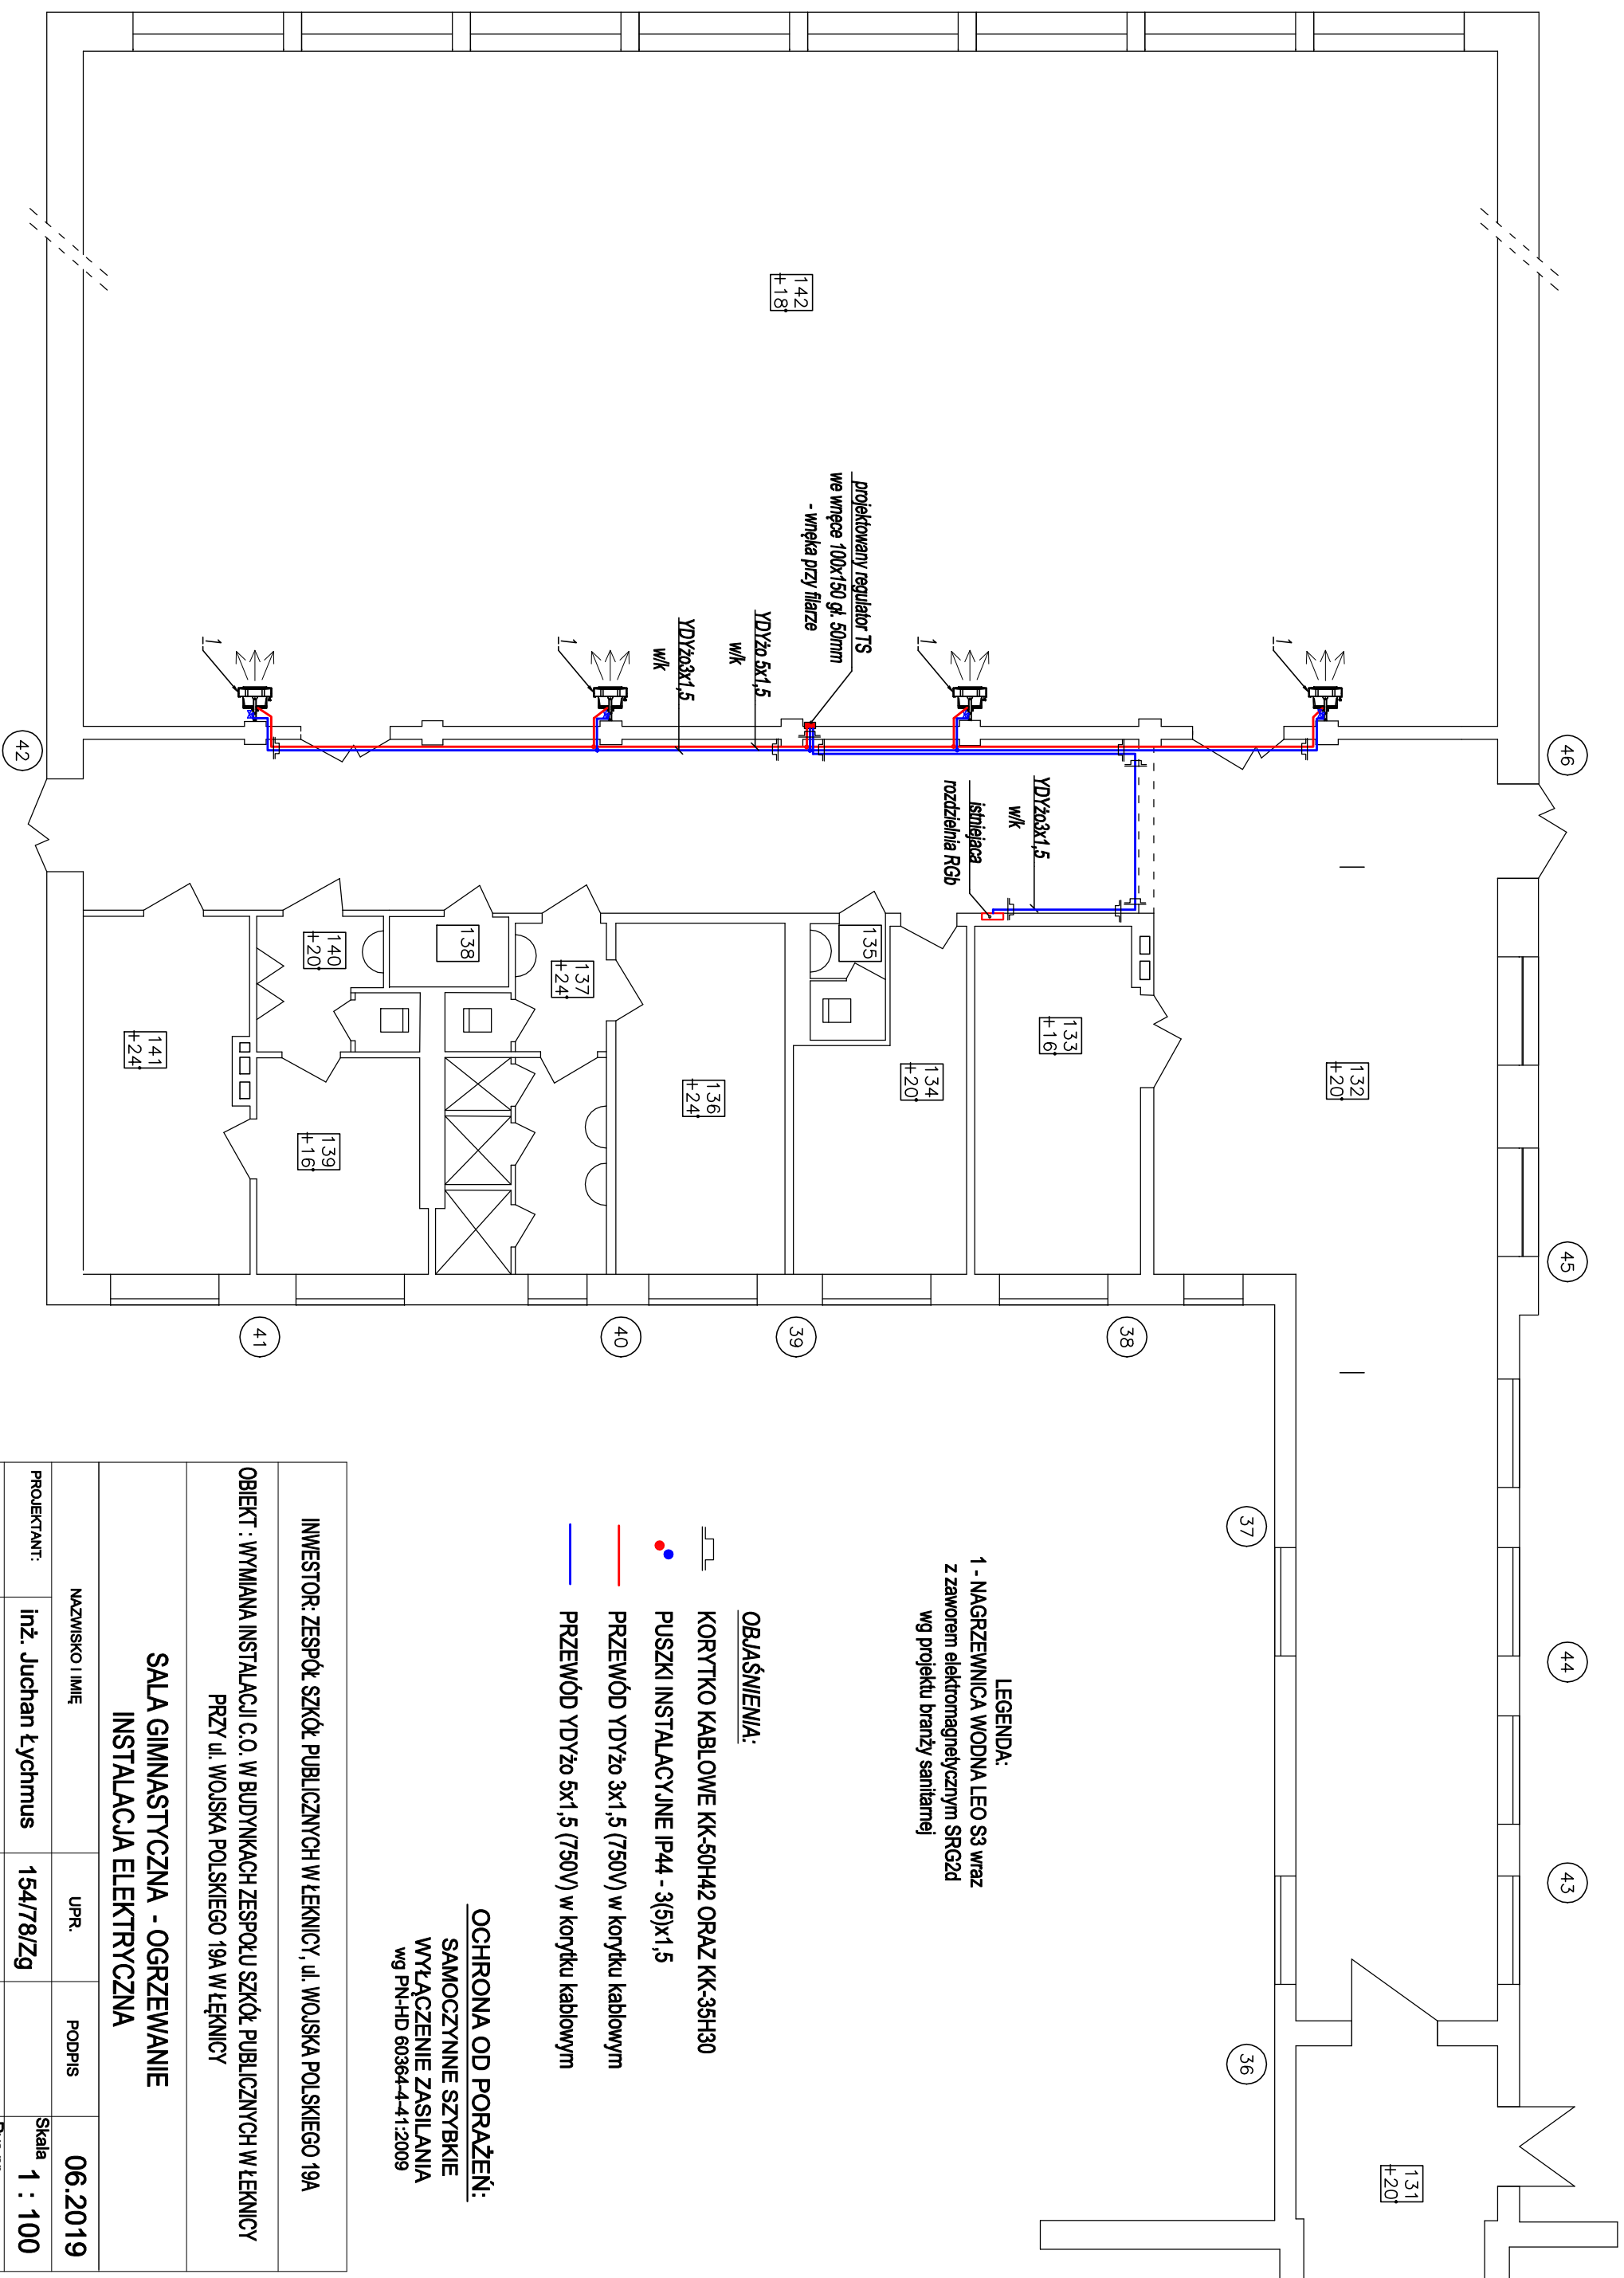 46
45
44
43
42
41
40
39
38
37
36
142
+18°
132
+20°
131
+20°
133
+16°
134
+20°
135
136
+24°
137
+24°
138
139
+16°
140
+20°
141
+24°
1
1
1
1
projektowany regulator TS
we wnęce 100x150 gł. 50mm
- wnęka przy filarze
YDYżo 5x1,5
w/k
YDYżo3x1,5
w/k
YDYżo3x1,5
w/k
istniejaca
rozdzielnia RGb
LEGENDA:
1 - NAGRZEWNICA WODNA LEO S3 wraz
z zaworem elektromagnetycznym SRG2d
wg projektu branży sanitarnej
OBJAŚNIENIA:
KORYTKO KABLOWE KK-50H42 ORAZ KK-35H30
PUSZKI INSTALACYJNE IP44 - 3(5)x1,5
PRZEWÓD YDYżo 3x1,5 (750V) w korytku kablowym
PRZEWÓD YDYżo 5x1,5 (750V) w korytku kablowym
OCHRONA OD PORAŻEŃ:
SAMOCZYNNE SZYBKIE
WYŁĄCZENIE ZASILANIA
wg PN-HD 60364-4-41:2009
INWESTOR: ZESPÓŁ SZKÓŁ PUBLICZNYCH W ŁEKNICY, ul. WOJSKA POLSKIEGO 19A
OBIEKT : WYMIANA INSTALACJI C.O. W BUDYNKACH ZESPOŁU SZKÓŁ PUBLICZNYCH W ŁEKNICY
PRZY ul. WOJSKA POLSKIEGO 19A W ŁĘKNICY
SALA GIMNASTYCZNA - OGRZEWANIE
INSTALACJA ELEKTRYCZNA
NAZWISKO I IMIĘ UPR. PODPIS 06.2019
PROJEKTANT: inż. Juchan Łychmus 154/78/Zg Skala 1 : 100